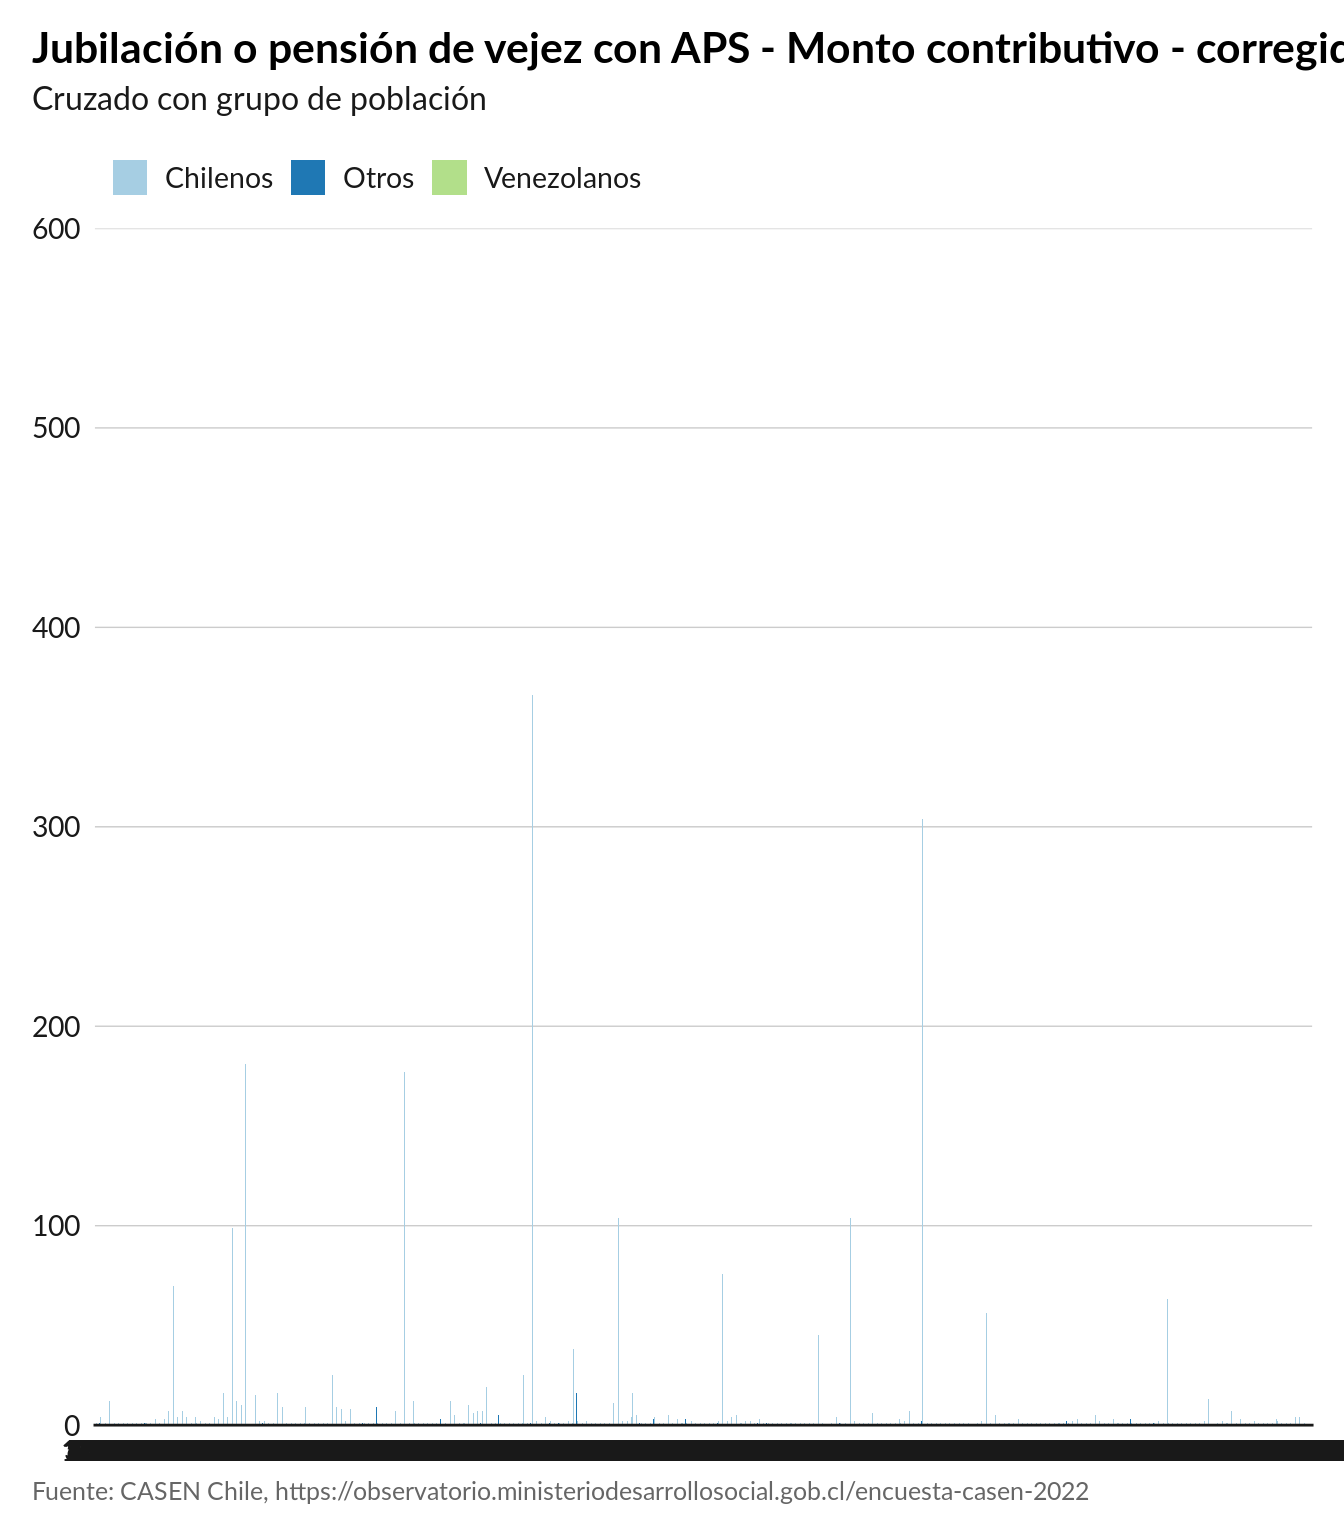 Jubilación o pensión de vejez con APS - Monto contributivo - corregi
Cruzado con grupo de población
Chilenos Otros Venezolanos
600
500
400
300
200
100
0
Fuente: CASEN Chile, https://observatorio.ministeriodesarrollosocial.gob.cl/encuesta-casen-2022